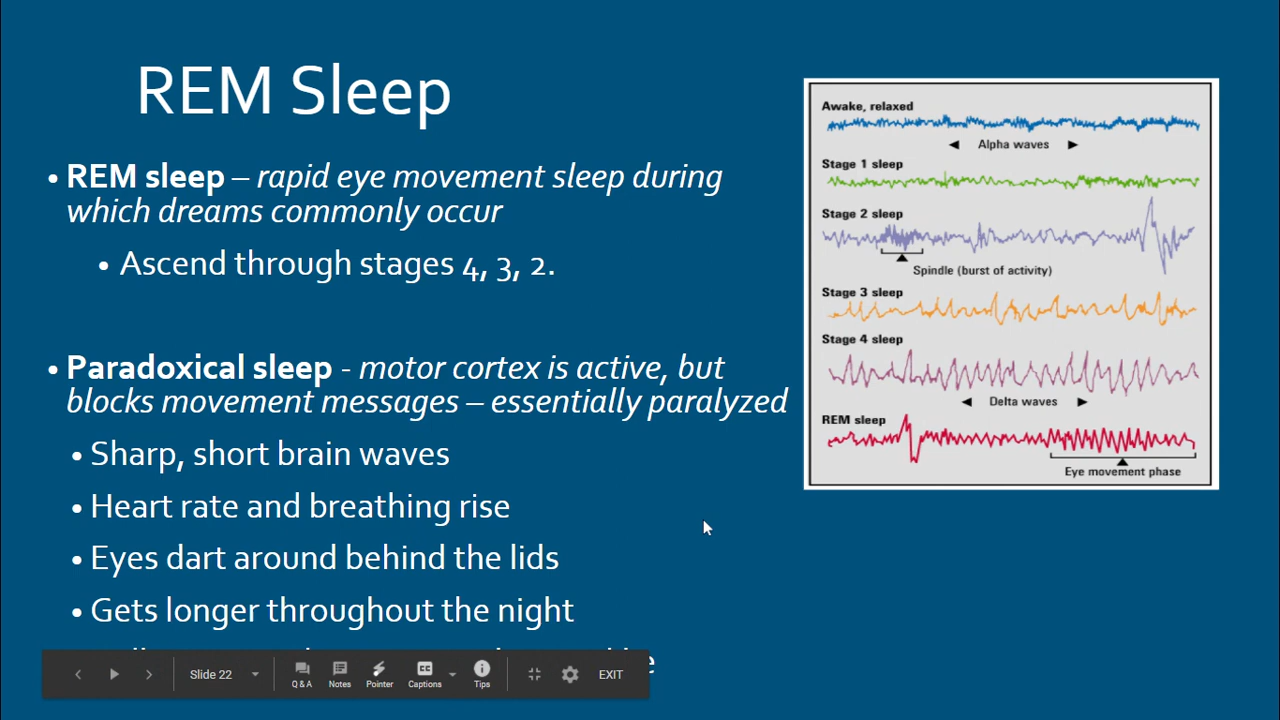 REM Sleep
• REM sleep – rapid eye movement sleep during
which dreams commonly occur
• Ascend through stages 4, 3, 2.
• Paradoxical sleep - motor cortex is active, but
blocks movement messages – essentially paralyzed
• Sharp, short brain waves
• Heart rate and breathing rise
• Eyes dart around behind the lids
• Gets longer throughout the night
Awake, relaxed
Alpha waves
Stage 1 sleep
Stage 2 sleep
Spindle (burst of activity)
Stage 3 sleep
Stage 4 sleep
Delta waves
REM sleep
Eye movement phase
Slide 22
Q & A
Notes
Pointer
CC
Captions
Tips
EXIT